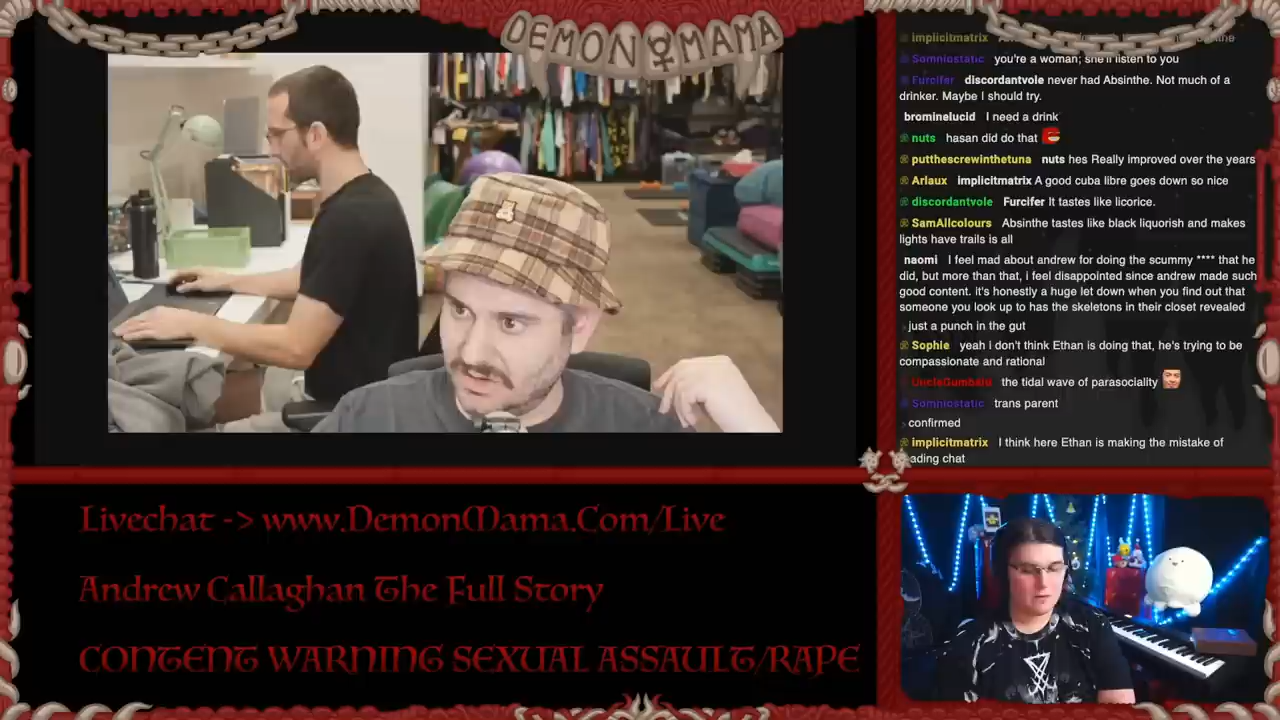 DEMON MAMA
implicitmatrix
Somniostatic you're a woman; she'll listen to you
Furcifer discordantvole never had Absinthe. Not much of a
drinker. Maybe I should try.
brominelucid I need a drink
nuts hasan did do that
putthescrewinthetuna nuts hes Really improved over the years
Arlaux implicitmatrix A good cuba libre goes down so nice
discordantvole Furcifer It tastes like licorice.
SamAllcolours Absinthe tastes like black liquorish and makes
lights have trails is all
naomi I feel mad about andrew for doing the scummy **** that he
did, but more than that, i feel disappointed since andrew made such
good content. it's honestly a huge let down when you find out that
someone you look up to has the skeletons in their closet revealed
just a punch in the gut
Sophie yeah i don't think Ethan is doing that, he's trying to be
compassionate and rational
UncleGumbald the tidal wave of parasociality
Somniostatic trans parent
confirmed
implicitmatrix I think here Ethan is making the mistake of
ading chat
Livechat -> www.DemonMama.Com/Live
Andrew Callaghan The Full Story
CONTENT WARNING SEXUAL ASSAULT/RAPE